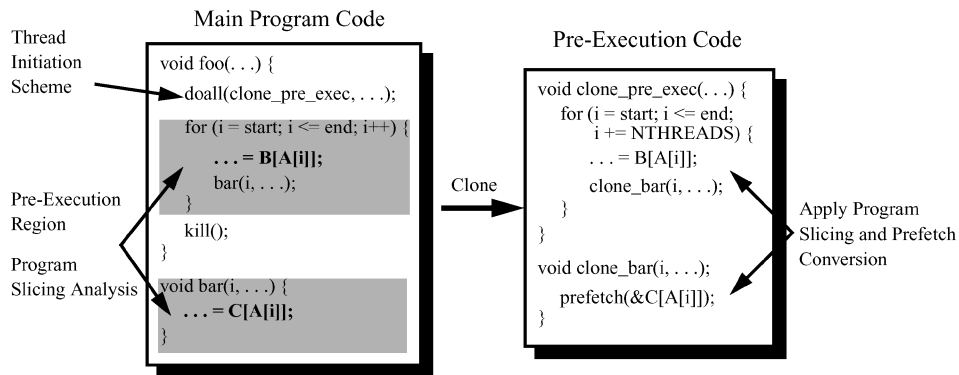 Main Program Code
Thread
Initiation
Scheme
void foo(. . .) {
doall(clone_pre_exec, . . .);
for (i = start; i <= end; i++) {
. . . = B[A[i]];
bar(i, . . .);
}
kill();
}
void bar(i, . . .) {
. . . = C[A[i]];
}
Pre-Execution
Region
Program
Slicing Analysis
Clone
Pre-Execution Code
void clone_pre_exec(. . .) {
for (i = start; i <= end;
i += NTHREADS) {
. . . = B[A[i]];
clone_bar(i, . . .);
}
}
void clone_bar(i, . . .);
prefetch(&C[A[i]]);
}
Apply Program
Slicing and Prefetch
Conversion